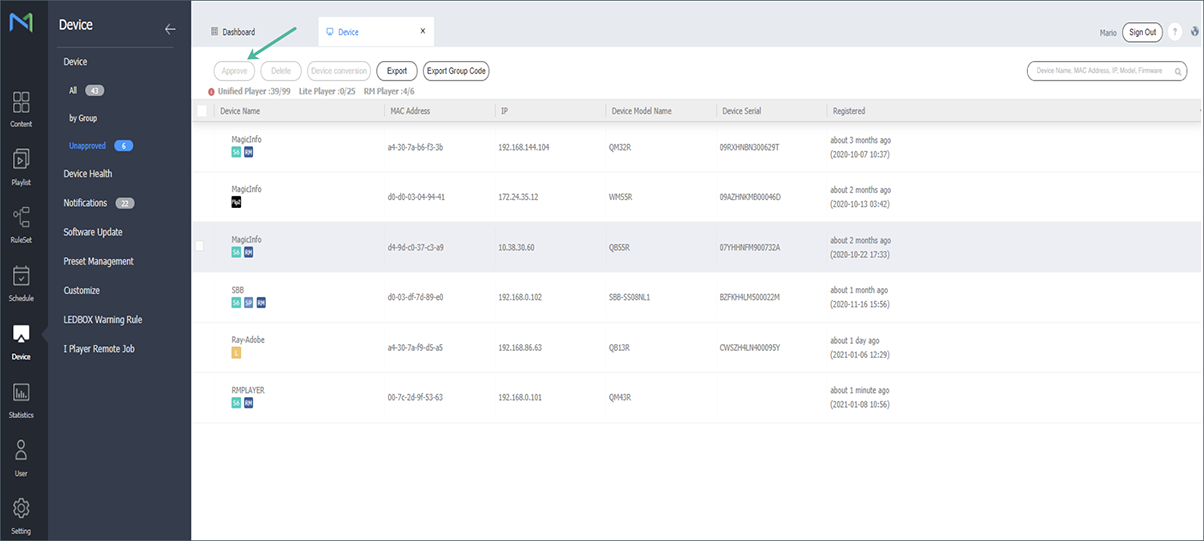 Device
Dashboard
Device
x
Mario
Sign Out
?
Content
Playlist
RuleSet
Schedule
Device
Statistics
User
Setting
Device
All 43
by Group
Unapproved 6
Device Health
Notifications 22
Software Update
Preset Management
Customize
LEDBOX Warning Rule
I Player Remote Job
Approve Delete Device conversion Export Export Group Code
Device Name, MAC Address, IP, Model, Firmware
Unified Player :39/99 Lite Player :0/25 RM Player :4/6
Device Name MAC Address IP Device Model Name Device Serial Registered
MagicInfo
S6 RM
a4-30-7a-b6-f3-3b 192.168.144.104 QM32R 09RXHNBN300629T
about 3 months ago
(2020-10-07 10:37)
MagicInfo
d0-d0-03-04-94-41 172.24.35.12 WM55R 09AZHNKMB00046D
about 2 months ago
(2020-10-13 03:42)
MagicInfo
S6 RM
d4-9d-c0-37-c3-a9 10.38.30.60 QB55R 07YHHNFM900732A
about 2 months ago
(2020-10-22 17:33)
SBB
S6 SP RM
d0-03-df-7d-89-e0 192.168.0.102 SBB-SS08NL1 BZFKH4LM500022M
about 1 month ago
(2020-11-16 15:56)
Ray-Adobe
L
a4-30-7a-f9-d5-a5 192.168.86.63 QB13R CWSZH4LN400095Y
about 1 day ago
(2021-01-06 12:29)
RMPLAYER
S6 RM
00-7c-2d-9f-53-63 192.168.0.101 QM43R
about 1 minute ago
(2021-01-08 10:56)